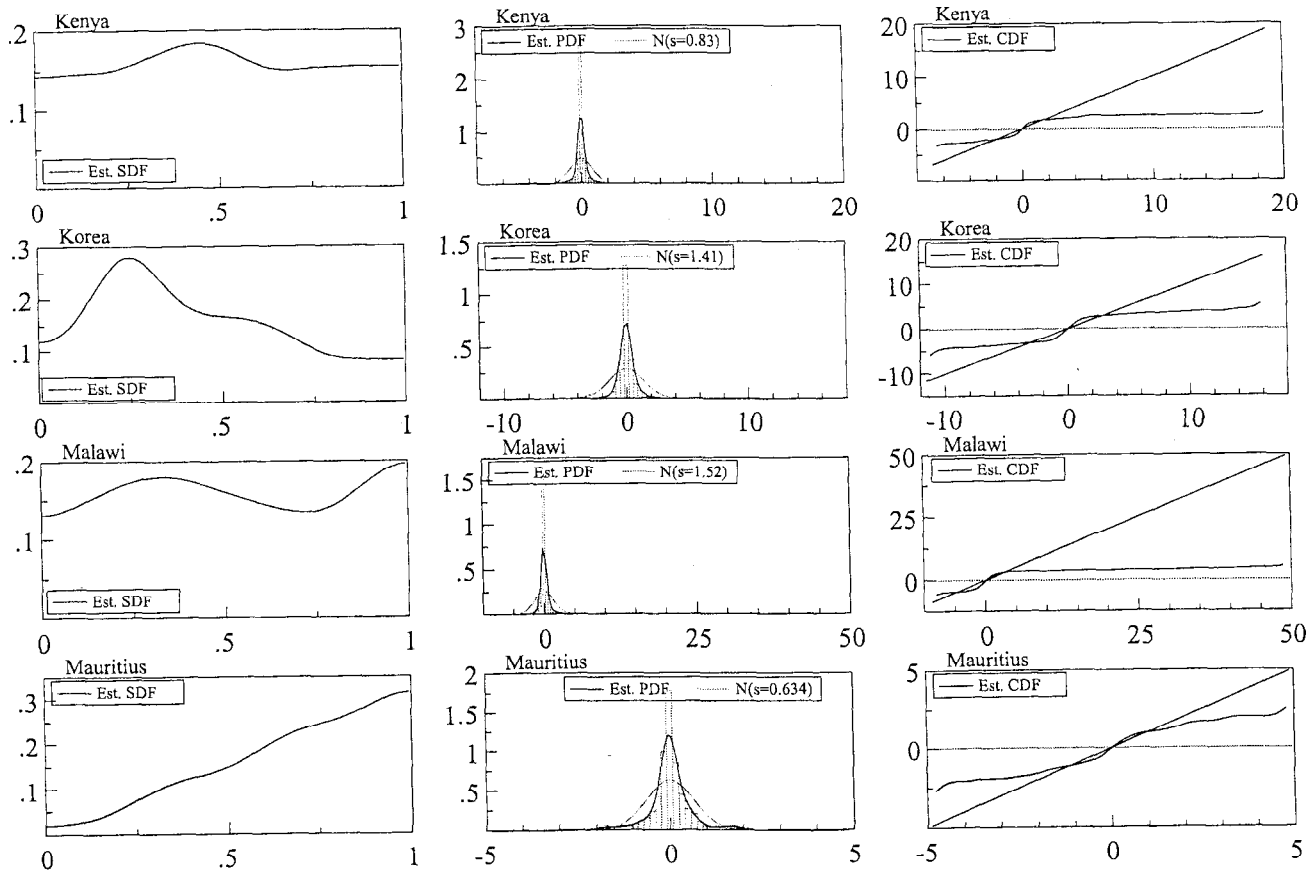 Kenya
.2
.1
Est. SDF
0 .5 1
Kenya
3
2
1
Est. PDF N(s=0.83)
0 10 20
Kenya
20
10
0
Est. CDF
0 10 20
Korea
.3
.2
.1
Est. SDF
0 .5 1
Korea
1.5
1
.5
Est. PDF N(s=1.41)
-10 0 10
Korea
20
10
0
-10
Est. CDF
-10 0 10
Malawi
.2
.1
Est. SDF
0 .5 1
Malawi
1.5
1
.5
Est. PDF N(s=1.52)
0 25 50
Malawi
50
25
0
Est. CDF
0 25 50
Mauritius
.3
.2
.1
Est. SDF
0 .5 1
Mauritius
2
1.5
1
.5
Est. PDF N(s=0.634)
-5 0 5
Mauritius
5
0
Est. CDF
-5 0 5